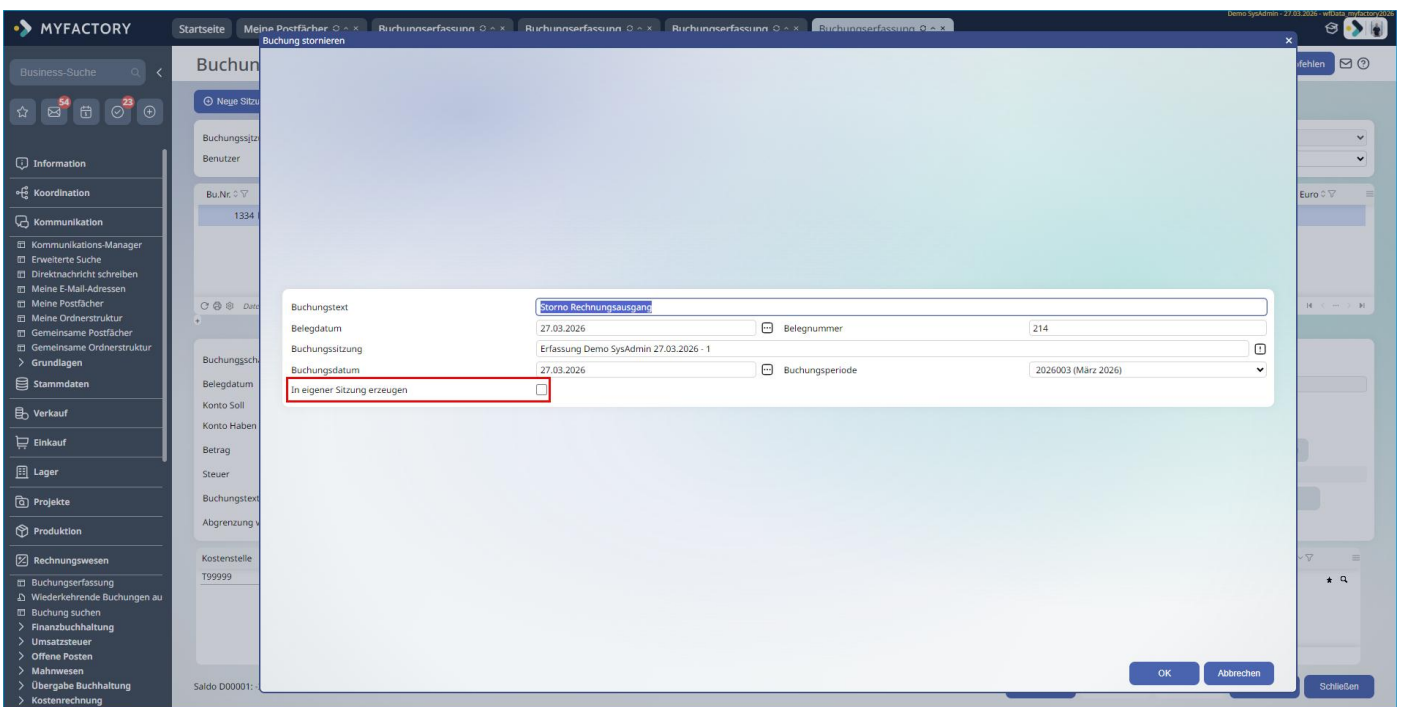 Demo SysAdmin - 27.03.2026 - wfData_myfactory2026
MYFACTORY
Startseite
Meine Postfächer
Buchungserfassung
Buchungserfassung
Buchungserfassung
Buchungserfassung
Buchung stornieren
Business-Suche
Buchun
fehlen
54
23
Neue Sitzu
Buchungssitzu
Benutzer
Information
Koordination
Kommunikation
Kommunikations-Manager
Erweiterte Suche
Direktnachricht schreiben
Meine E-Mail-Adressen
Meine Postfächer
Meine Ordnerstruktur
Gemeinsame Postfächer
Gemeinsame Ordnerstruktur
Grundlagen
Stammdaten
Verkauf
Einkauf
Lager
Projekte
Produktion
Rechnungswesen
Buchungserfassung
Wiederkehrende Buchungen au
Buchung suchen
Finanzbuchhaltung
Umsatzsteuer
Offene Posten
Mahnwesen
Übergabe Buchhaltung
Kostenrechnung
Bu.Nr.
Euro
1334
Date
Buchungstext
Storno Rechnungsausgang
Belegdatum
27.03.2026
Belegnummer
214
Buchungssitzung
Erfassung Demo SysAdmin 27.03.2026 - 1
Buchungsdatum
27.03.2026
Buchungsperiode
2026003 (März 2026)
In eigener Sitzung erzeugen
Buchungssch
Belegdatum
Konto Soll
Konto Haben
Betrag
Steuer
Buchungstext
Abgrenzung v
Kostenstelle
T99999
OK
Abbrechen
Saldo D00001: -
Schließen